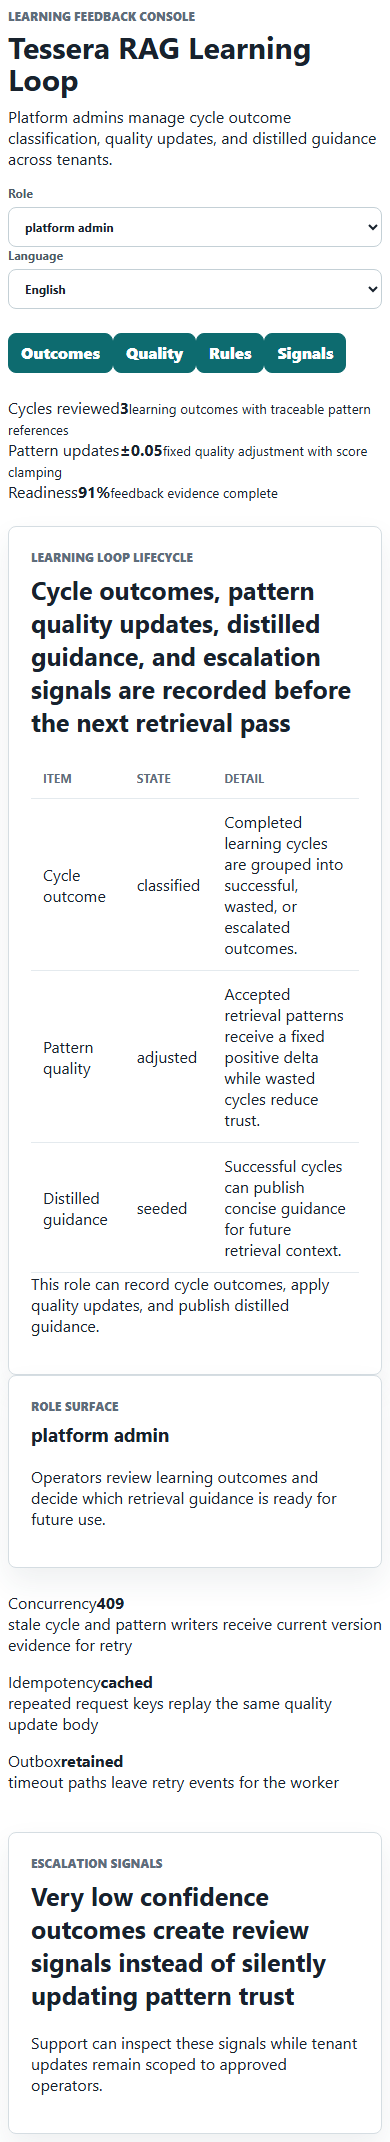 LEARNING FEEDBACK CONSOLE
Tessera RAG Learning
Loop
Platform admins manage cycle outcome
classification, quality updates, and distilled guidance
across tenants.
Role
platform admin
Language
English
Outcomes Quality Rules Signals
Cycles reviewed3learning outcomes with traceable pattern
references
Pattern updates±0.05fixed quality adjustment with score
clamping
Readiness91%feedback evidence complete
LEARNING LOOP LIFECYCLE
Cycle outcomes, pattern
quality updates, distilled
guidance, and escalation
signals are recorded before
the next retrieval pass
ITEM STATE DETAIL
Cycle
outcome
classified
Completed
learning cycles
are grouped into
successful,
wasted, or
escalated
outcomes.
Pattern
quality
adjusted
Accepted
retrieval patterns
receive a fixed
positive delta
while wasted
cycles reduce
trust.
Distilled
guidance
seeded
Successful cycles
can publish
concise guidance
for future
retrieval context.
This role can record cycle outcomes, apply
quality updates, and publish distilled
guidance.
ROLE SURFACE
platform admin
Operators review learning outcomes and
decide which retrieval guidance is ready for
future use.
Concurrency409
stale cycle and pattern writers receive current version
evidence for retry
Idempotencycached
repeated request keys replay the same quality
update body
Outboxretained
timeout paths leave retry events for the worker
ESCALATION SIGNALS
Very low confidence
outcomes create review
signals instead of silently
updating pattern trust
Support can inspect these signals while tenant
updates remain scoped to approved
operators.